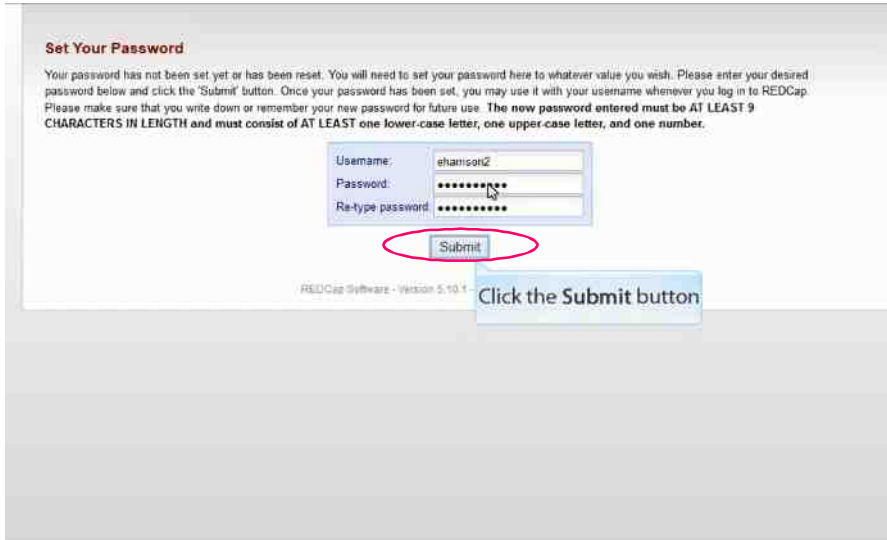 Set Your Password
Your password has not been set yet or has been reset. You will need to set your password here to whatever value you wish. Please enter your desired
password below and click the 'Submit' button. Once your password has been set, you may use it with your username whenever you log in to REDCap.
Please make sure that you write down or remember your new password for future use. The new password entered must be AT LEAST 9
CHARACTERS IN LENGTH and must consist of AT LEAST one lower-case letter, one upper-case letter, and one number.
Username: eharrison2
Password: ••••••••••
Re-type password: ••••••••••
Submit
REDCap Software - Version 5.10.1 -
Click the Submit button